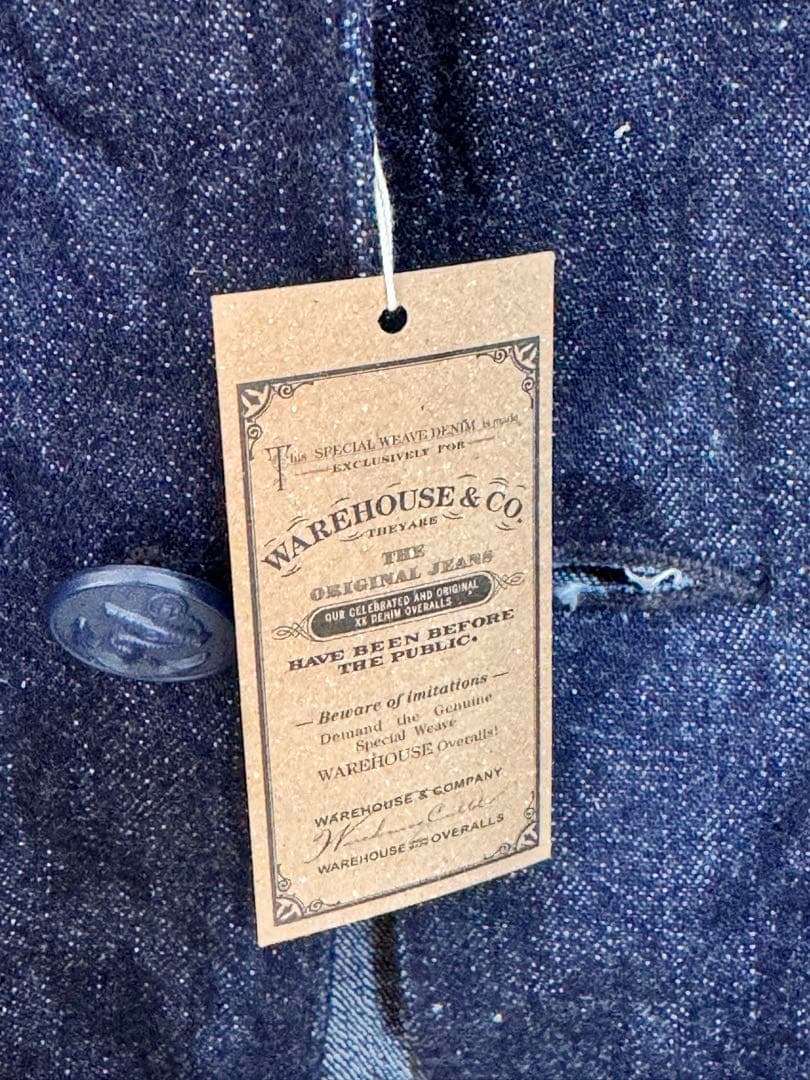 This SPECIAL WEAVE DENIM is made
EXCLUSIVELY FOR
WAREHOUSE & CO.
THEY ARE
THE
ORIGINAL JEANS
OUR CELEBRATED AND ORIGINAL
XX DENIM OVERALLS
HAVE BEEN BEFORE
THE PUBLIC.
— Beware of imitations —
Demand the Genuine
Special Weave
WAREHOUSE Overalls!
WAREHOUSE & COMPANY
WAREHOUSE OVERALLS